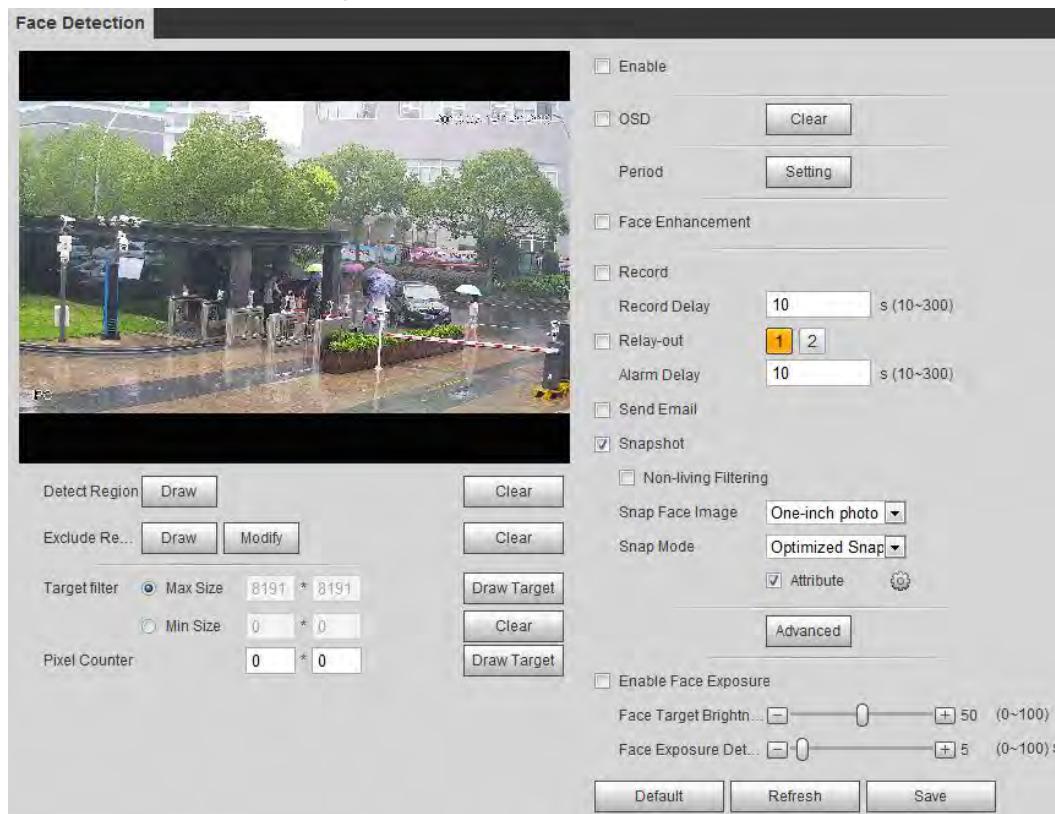 Face Detection
Enable
OSD Clear
Period Setting
Face Enhancement
Record
Record Delay 10 s (10~300)
Relay-out 1 2
Alarm Delay 10 s (10~300)
Send Email
Snapshot
Non-living Filtering
Snap Face Image One-inch photo
Snap Mode Optimized Snap
Attribute
Advanced
Enable Face Exposure
Face Target Brightn... 50 (0~100)
Face Exposure Det... 5 (0~100) s
Default Refresh Save
Detect Region Draw Clear
Exclude Re... Draw Modify Clear
Target filter Max Size 8191 * 8191 Draw Target
Min Size 0 * 0 Clear
Pixel Counter 0 * 0 Draw Target